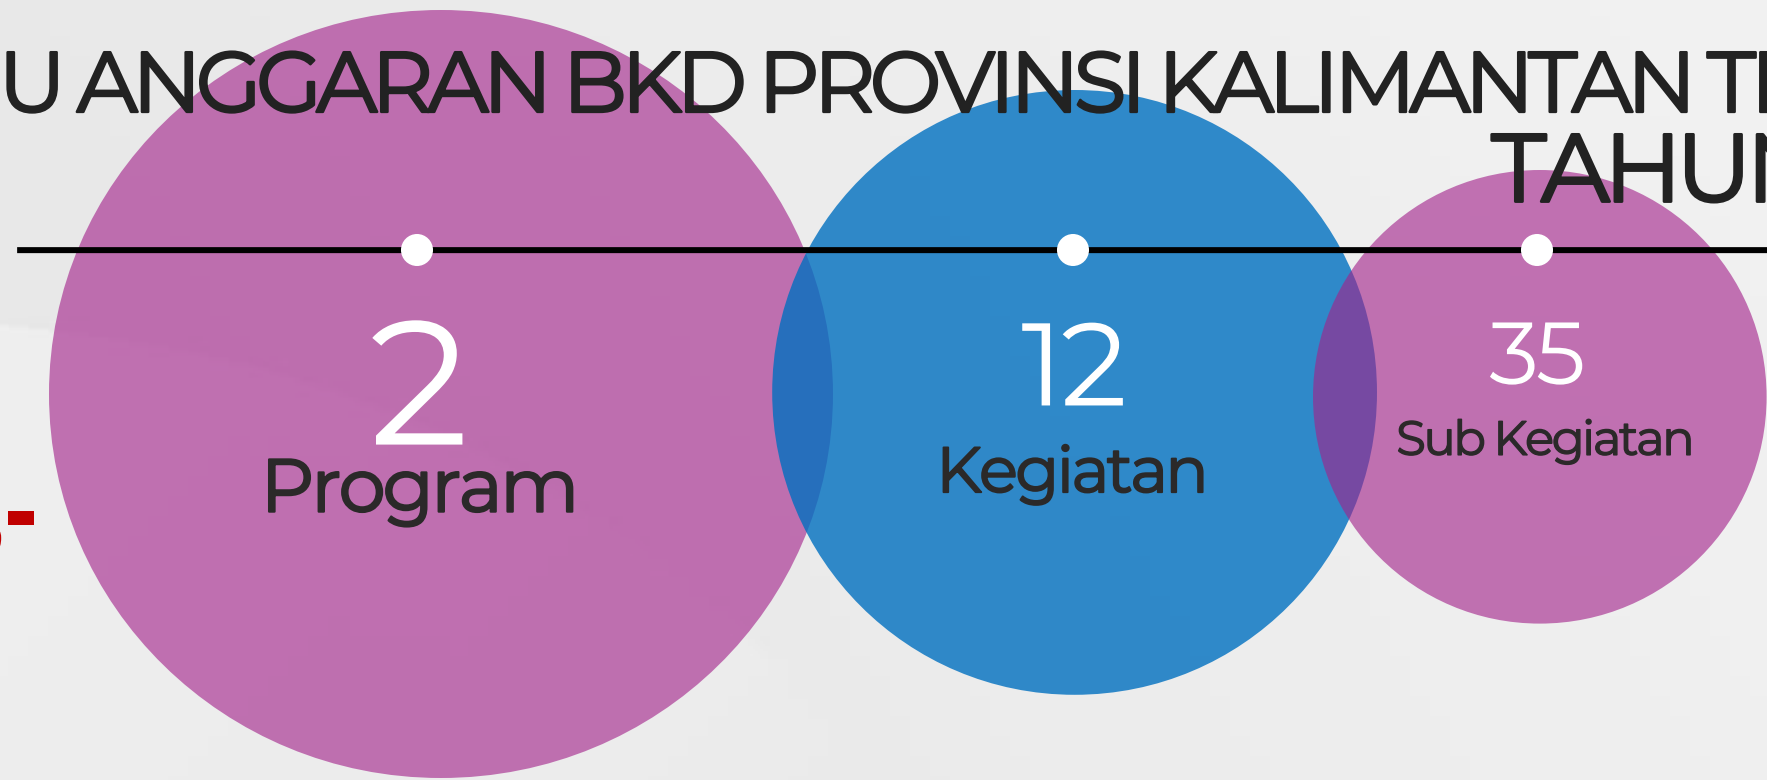 U ANGGARAN BKD PROVINSI KALIMANTAN
TAHUN
2
Program
12
Kegiatan
35
Sub Kegiatan